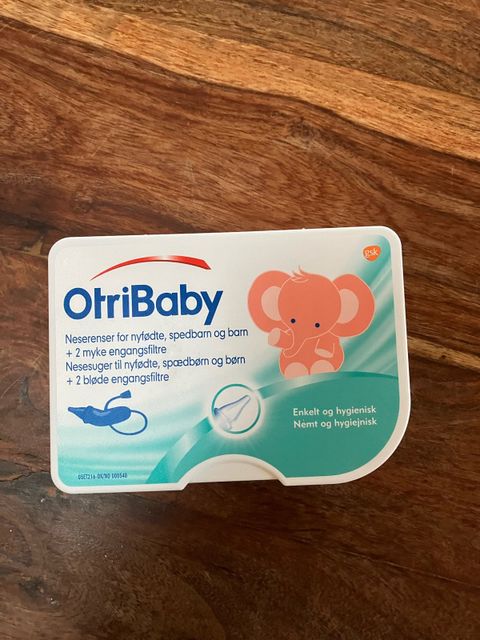 gsk
OtriBaby
Neserenser for nyfødte, spedbarn og barn
+ 2 myke engangsfiltre
Nesesuger til nyfødte, spædbørn og børn
+ 2 bløde engangsfiltre
Enkelt og hygienisk
Nemt og hygiejnisk